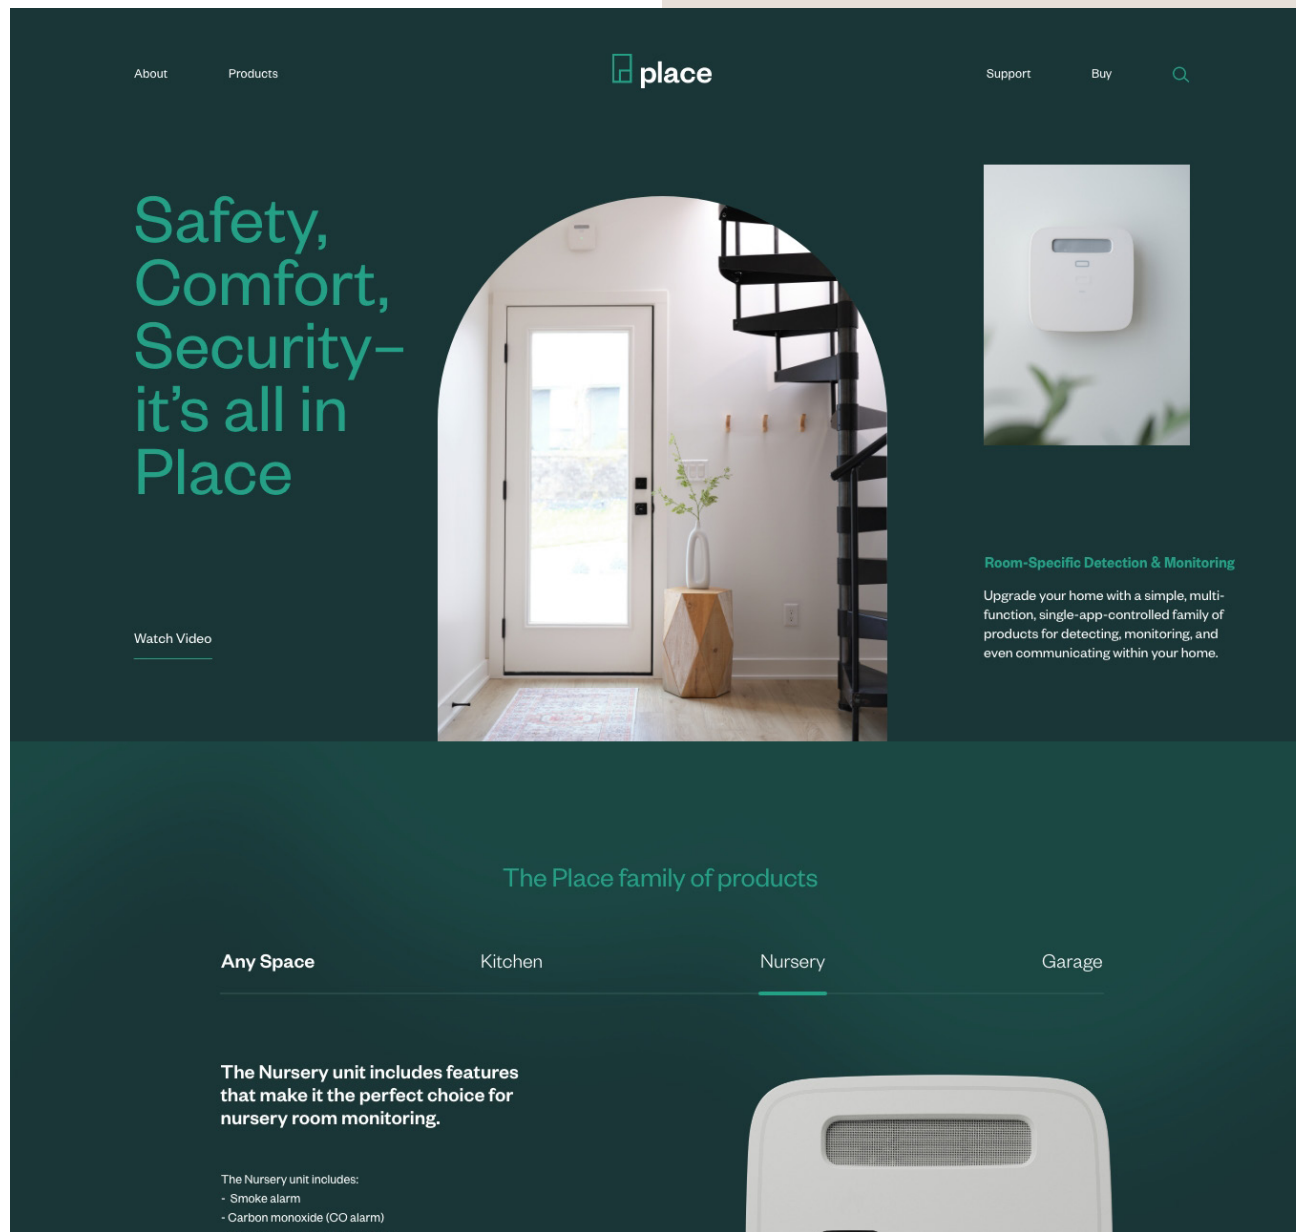 About
Products
place
Support
Buy
Safety,
Comfort,
Security–
it's all in
Place
Watch Video
Room-Specific Detection & Monitoring
Upgrade your home with a simple, multi-
function, single-app-controlled family of
products for detecting, monitoring, and
even communicating within your home.
The Place family of products
Any Space
Kitchen
Nursery
Garage
The Nursery unit includes features
that make it the perfect choice for
nursery room monitoring.
The Nursery unit includes:
- Smoke alarm
- Carbon monoxide (CO alarm)